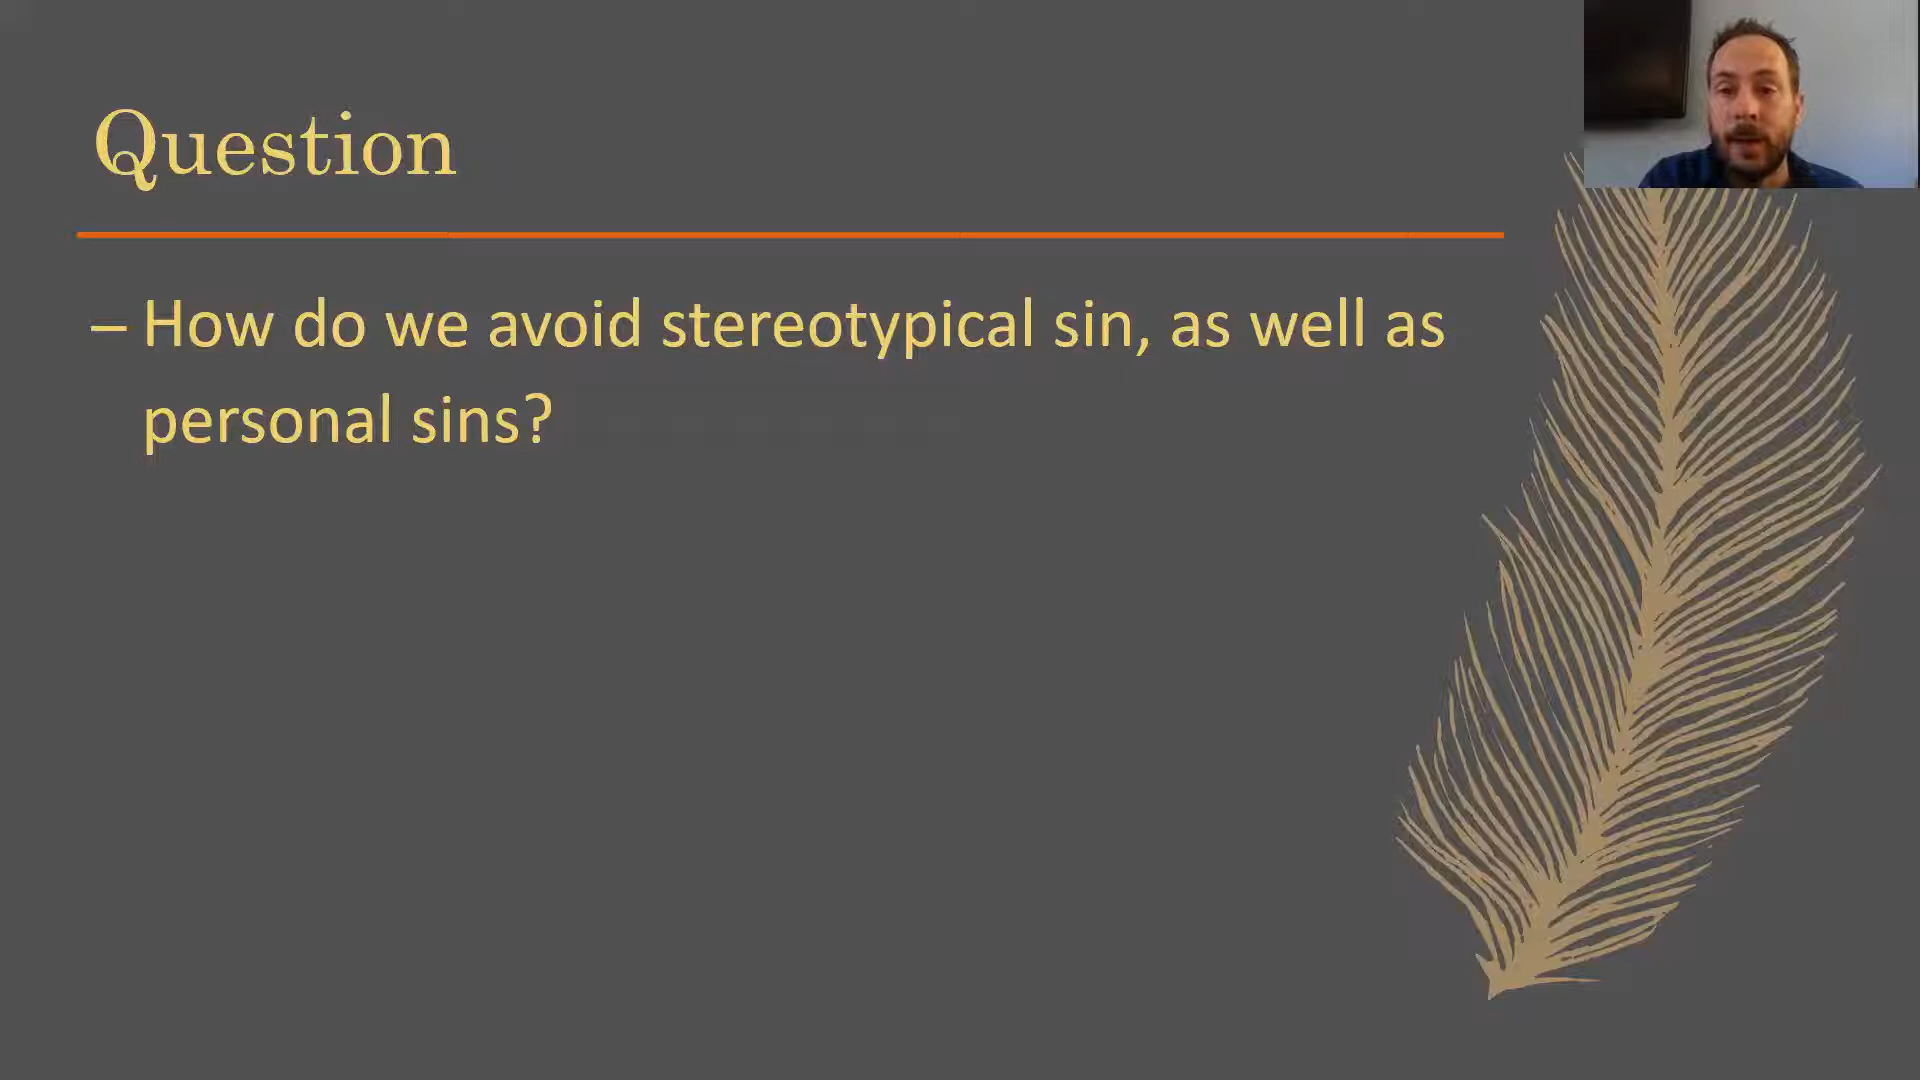 Question
– How do we avoid stereotypical sin, as well as
personal sins?